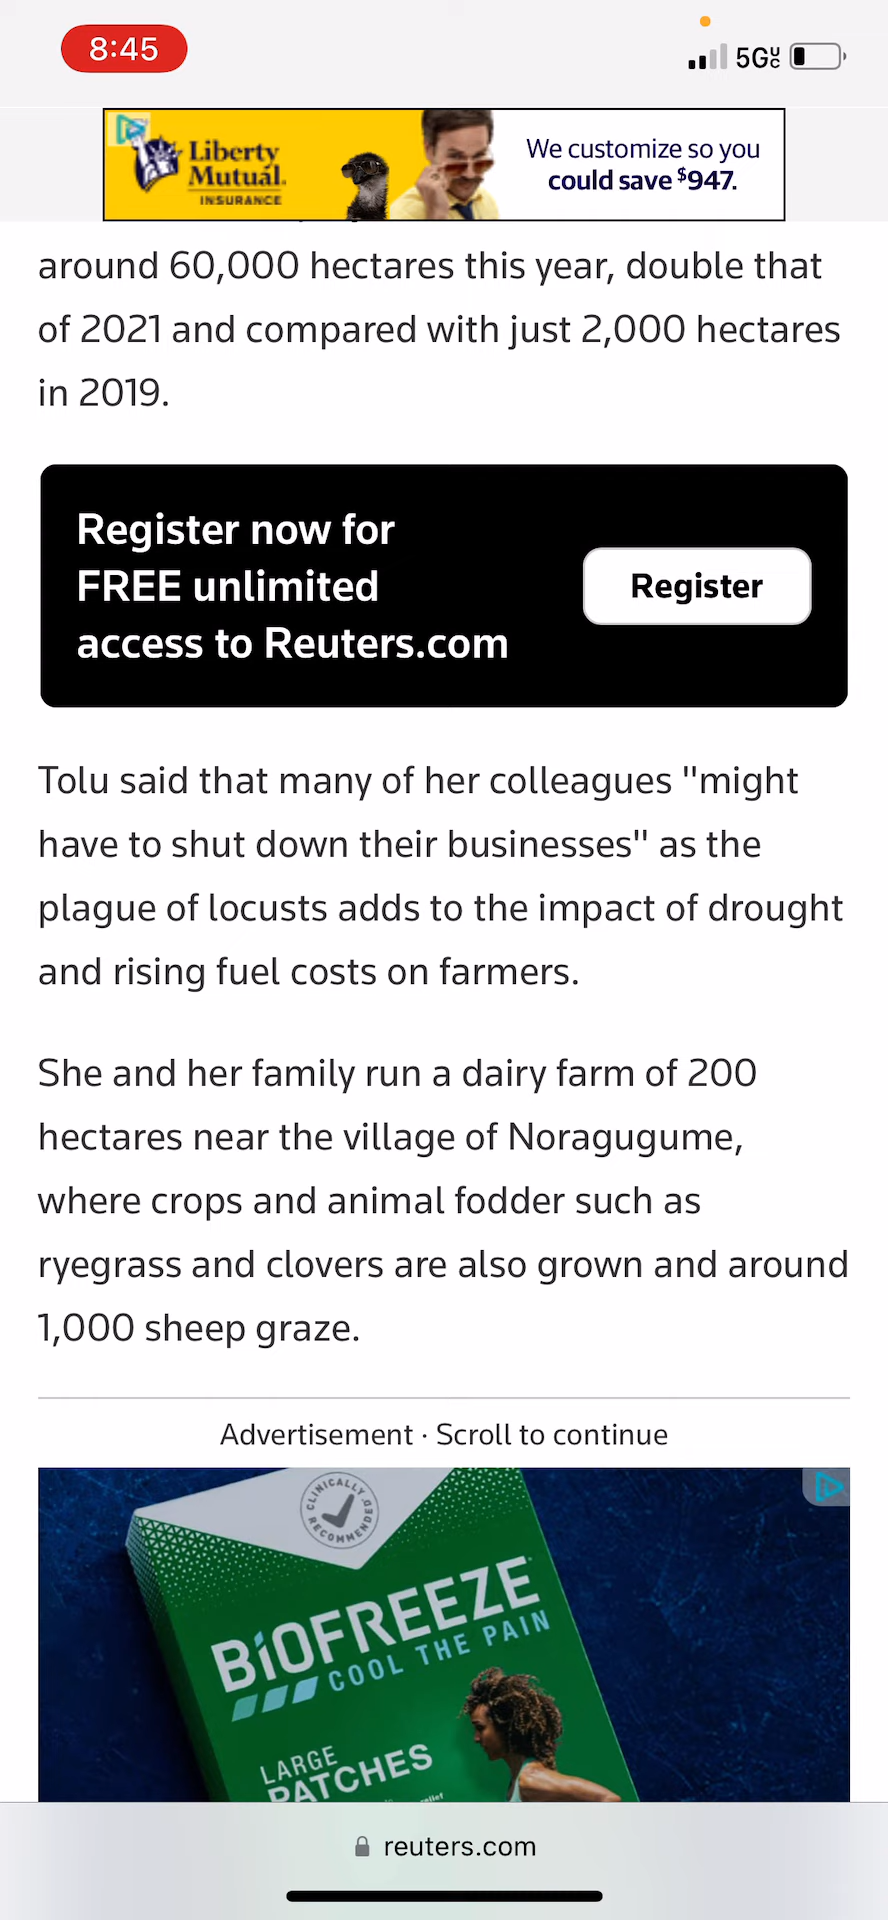 8:45
5G UC
Liberty
Mutual.
INSURANCE
We customize so you
could save $947.
around 60,000 hectares this year, double that
of 2021 and compared with just 2,000 hectares
in 2019.
Register now for
FREE unlimited
access to Reuters.com
Register
Tolu said that many of her colleagues "might
have to shut down their businesses" as the
plague of locusts adds to the impact of drought
and rising fuel costs on farmers.
She and her family run a dairy farm of 200
hectares near the village of Noragugume,
where crops and animal fodder such as
ryegrass and clovers are also grown and around
1,000 sheep graze.
Advertisement · Scroll to continue
CLINICALLY
RECOMMENDED
BIOFREEZE
COOL THE PAIN
LARGE
PATCHES
reuters.com